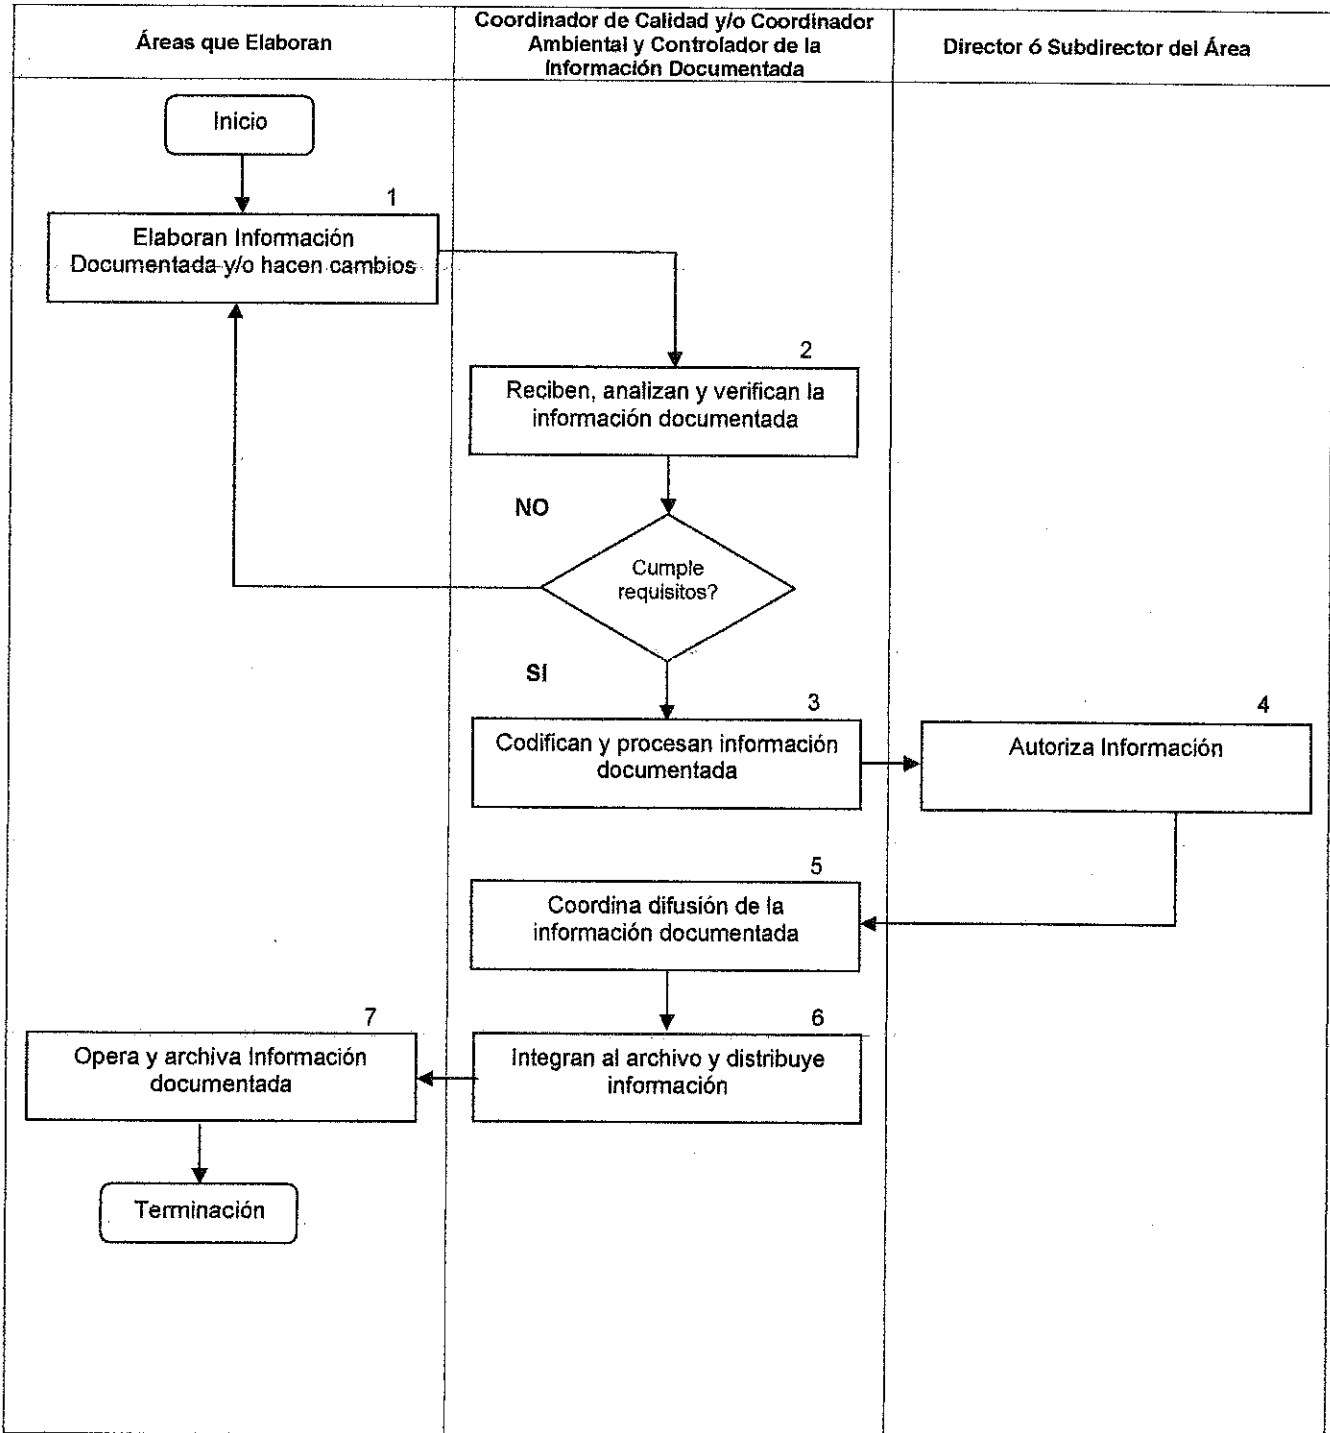 Áreas que Elaboran
Coordinador de Calidad y/o Coordinador
Ambiental y Controlador de la
Información Documentada
Director ó Subdirector del Área
Inicio
1
Elaboran Información
Documentada y/o hacen cambios
2
Reciben, analizan y verifican la
información documentada
NO
Cumple
requisitos?
SI
3
Codifican y procesan información
documentada
4
Autoriza Información
5
Coordina difusión de la
información documentada
6
Integran al archivo y distribuye
información
7
Opera y archiva Información
documentada
Terminación